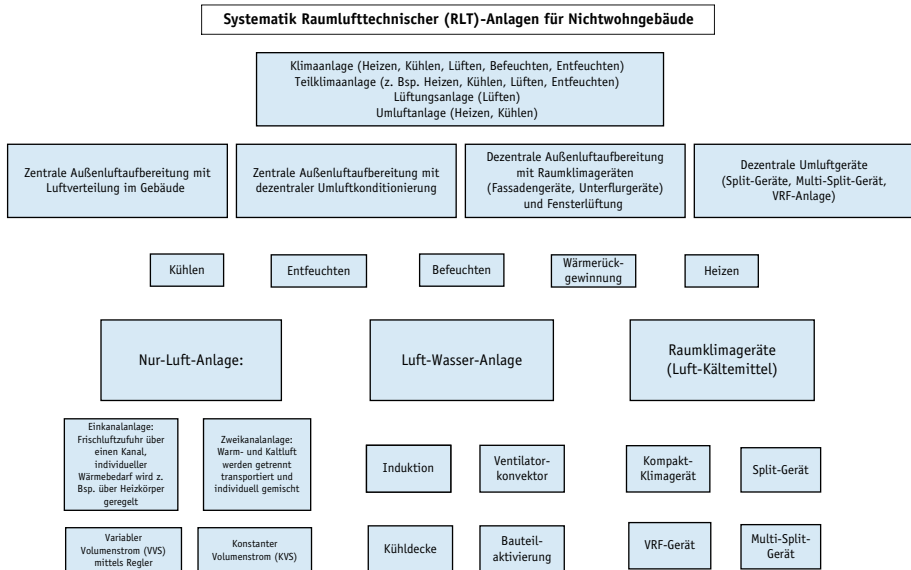 Systematik Raumlufttechnischer (RLT)-Anlagen für Nichtwohngebäude
Klimaanlage (Heizen, Kühlen, Lüften, Befeuchten, Entfeuchten)
Teilklimaanlage (z. Bsp. Heizen, Kühlen, Lüften, Entfeuchten)
Lüftungsanlage (Lüften)
Umluftanlage (Heizen, Kühlen)
Zentrale Außenluftaufbereitung mit
Luftverteilung im Gebäude
Zentrale Außenluftaufbereitung mit
dezentraler Umluftkonditionierung
Dezentrale Außenluftaufbereitung
mit Raumklimageräten
(Fassadengeräte, Unterflurgeräte)
und Fensterlüftung
Dezentrale Umluftgeräte
(Split-Geräte, Multi-Split-Gerät,
VRF-Anlage)
Kühlen
Entfeuchten
Befeuchten
Wärmerück-
gewinnung
Heizen
Nur-Luft-Anlage:
Luft-Wasser-Anlage
Raumklimageräte
(Luft-Kältemittel)
Einkanalanlage:
Frischluftzufuhr über
einen Kanal,
individueller
Wärmebedarf wird z.
Bsp. über Heizkörper
geregelt
Zweikanalanlage:
Warm- und Kaltluft
werden getrennt
transportiert und
individuell gemischt
Induktion
Ventilator-
konvektor
Kompakt-
Klimagerät
Split-Gerät
Variabler
Volumenstrom (VVS)
mittels Regler
Konstanter
Volumenstrom (KVS)
Kühldecke
Bauteil-
aktivierung
VRF-Gerät
Multi-Split-
Gerät